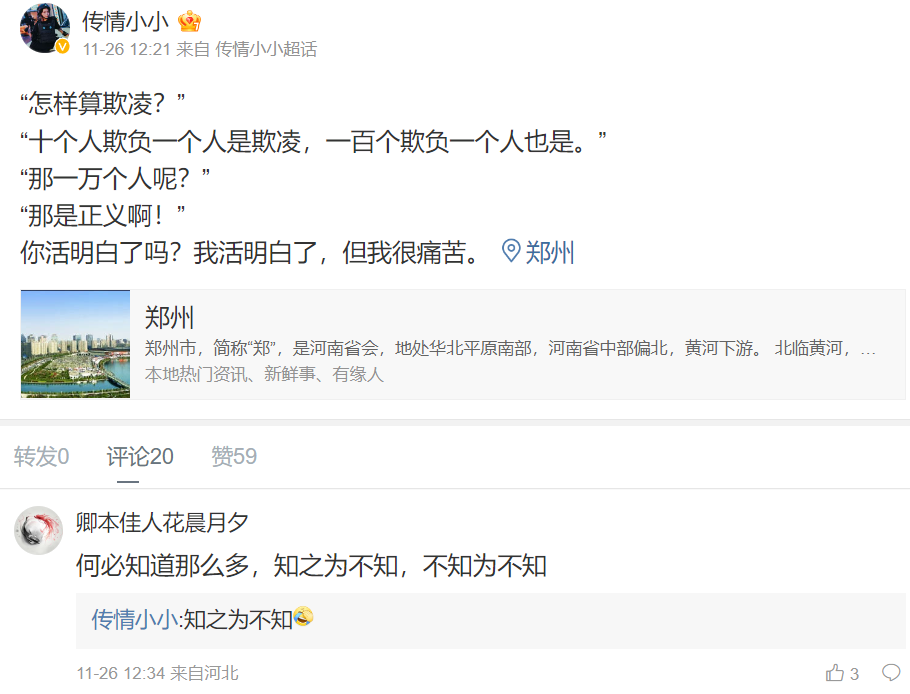 传情小小
11-26 12:21 来自 传情小小超话
“怎样算欺凌？”
“十个人欺负一个人是欺凌，一百个欺负一个人也是。”
“那一万个人呢？”
“那是正义啊！”
你活明白了吗？我活明白了，但我很痛苦。 郑州
郑州
郑州市，简称“郑”，是河南省会，地处华北平原南部，河南省中部偏北，黄河下游。 北临黄河，...
本地热门资讯、新鲜事、有缘人
转发0 评论20 赞59
卿本佳人花晨月夕
何必知道那么多，知之为不知，不知为不知
传情小小:知之为不知
11-26 12:34 来自河北 3